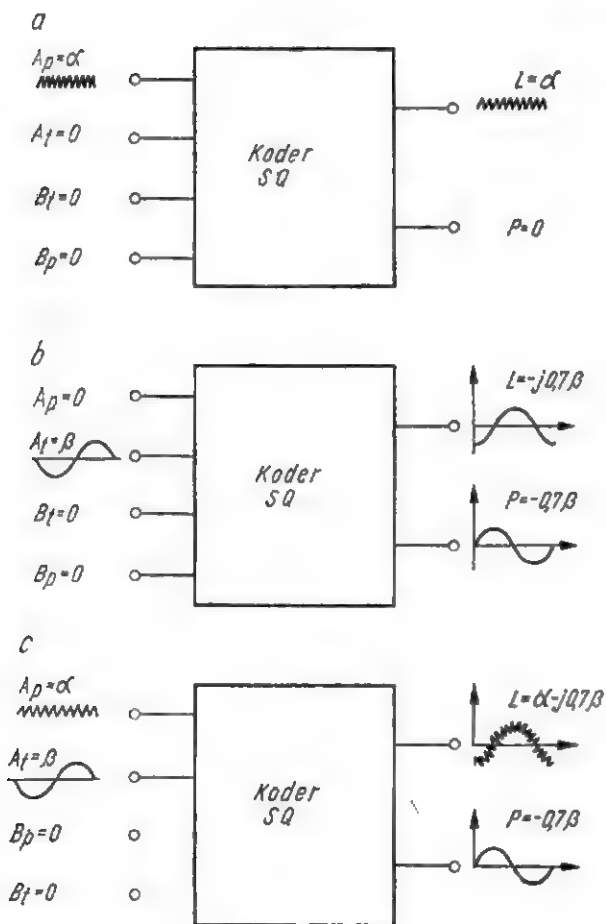 a
Ap=α
At=0
Bt=0
Bp=0
Koder
SQ
L=α
P=0
b
Ap=0
At=β
Bt=0
Bp=0
Koder
SQ
L=-j0,7β
P=-0,7β
c
Ap=α
At=β
Bp=0
Bt=0
Koder
SQ
L=α-j0,7β
P=-0,7β